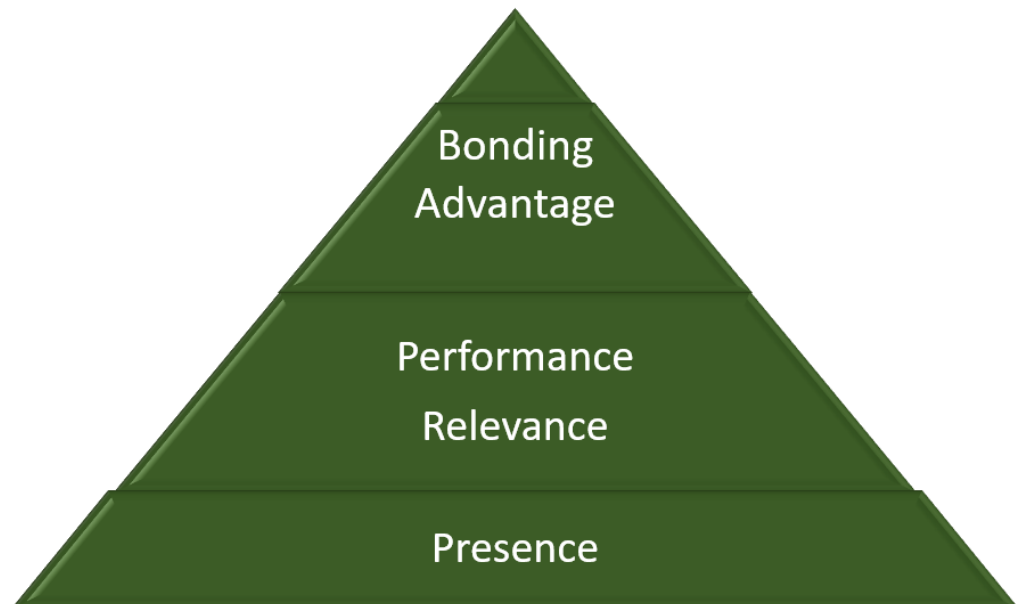 Bonding
Advantage
Performance
Relevance
Presence